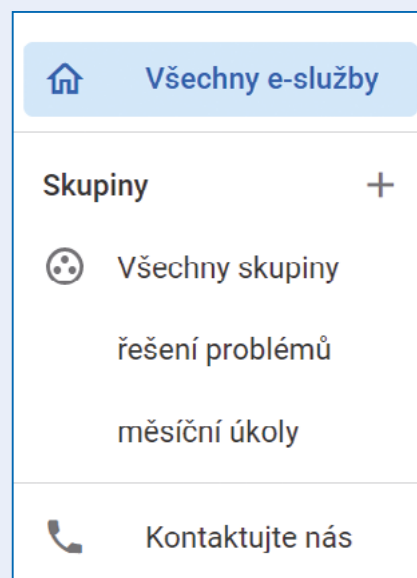 Všechny e-služby
Skupiny
Všechny skupiny
řešení problémů
měsíční úkoly
Kontaktujte nás